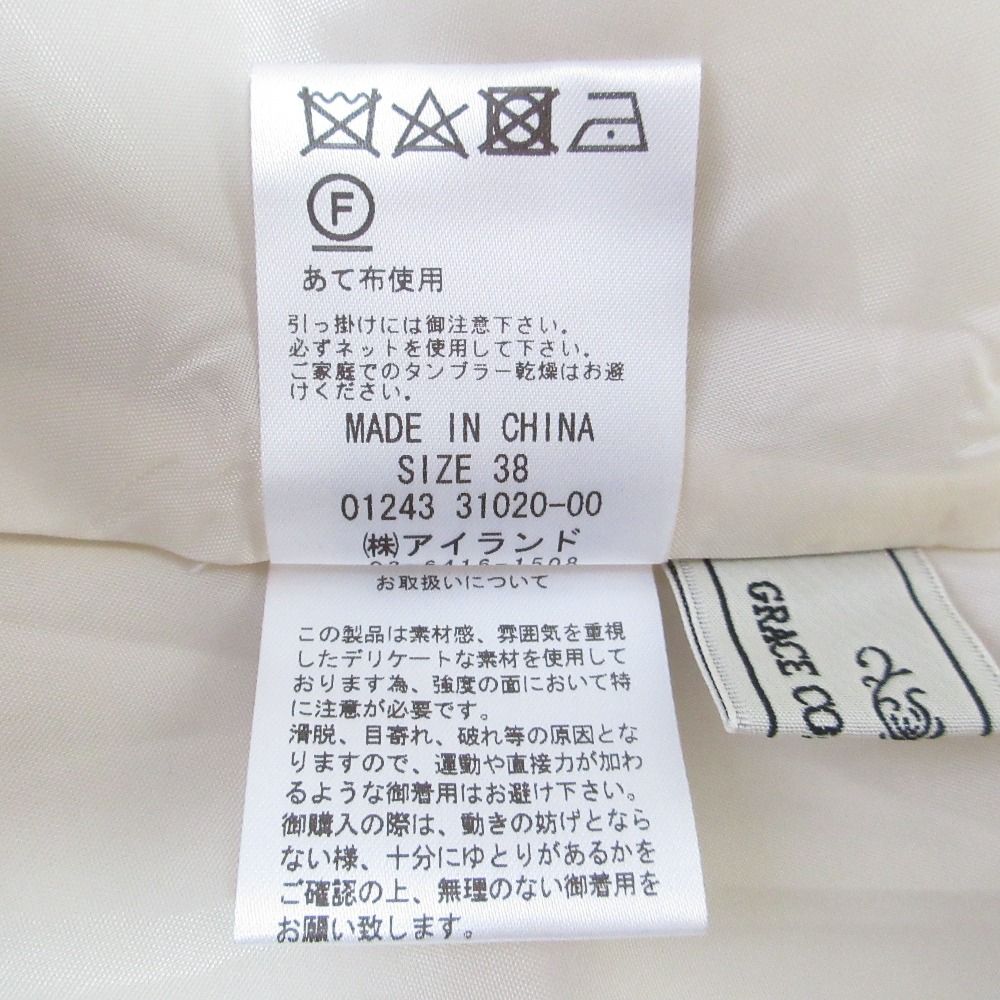 F
あて布使用
引っ掛けには御注意下さい。
必ずネットを使用して下さい。
ご家庭でのタンブラー乾燥はお避
けください。
MADE IN CHINA
SIZE 38
01243 31020-00
(株)アイランド
03-6416-1508
お取扱いについて
この製品は素材感、雰囲気を重視
したデリケートな素材を使用して
おります為、強度の面において特
に注意が必要です。
滑脱、目寄れ、破れ等の原因とな
りますので、運動や直接力が加わ
るような御着用はお避け下さい。
御購入の際は、動きの妨げとなら
ない様、十分にゆとりがあるかを
ご確認の上、無理のない御着用を
お願い致します。
GRACE CO